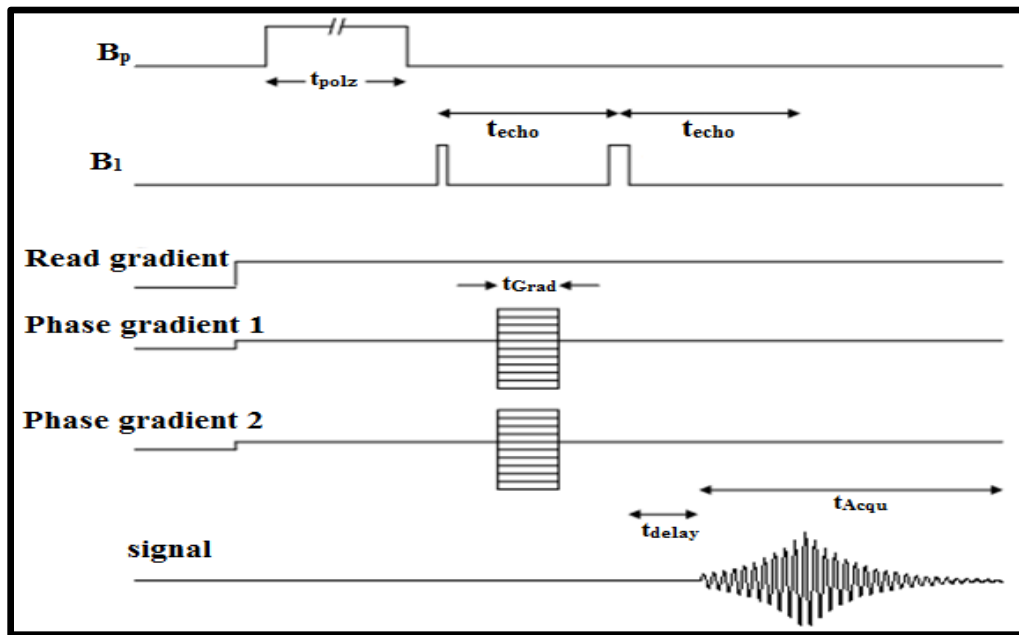 Bp
tpolz
techo techo
B1
Read gradient
tGrad
Phase gradient 1
Phase gradient 2
tAcqu
tdelay
signal